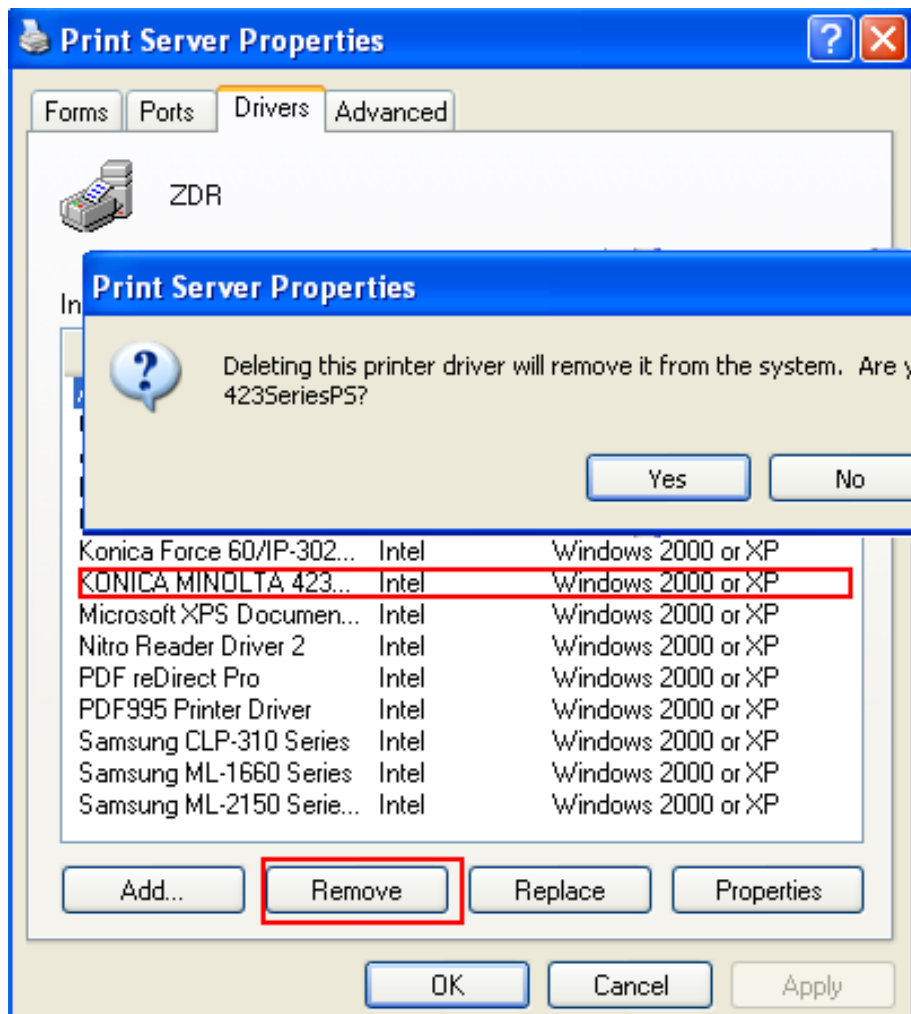 Print Server Properties
Forms Ports Drivers Advanced
ZDR
In
Print Server Properties
Deleting this printer driver will remove it from the system. Are y
423SeriesPS?
Yes No
Konica Force 60/IP-302... Intel Windows 2000 or XP
KONICA MINOLTA 423... Intel Windows 2000 or XP
Microsoft XPS Documen... Intel Windows 2000 or XP
Nitro Reader Driver 2 Intel Windows 2000 or XP
PDF reDirect Pro Intel Windows 2000 or XP
PDF995 Printer Driver Intel Windows 2000 or XP
Samsung CLP-310 Series Intel Windows 2000 or XP
Samsung ML-1660 Series Intel Windows 2000 or XP
Samsung ML-2150 Serie... Intel Windows 2000 or XP
Add... Remove Replace Properties
OK Cancel Apply